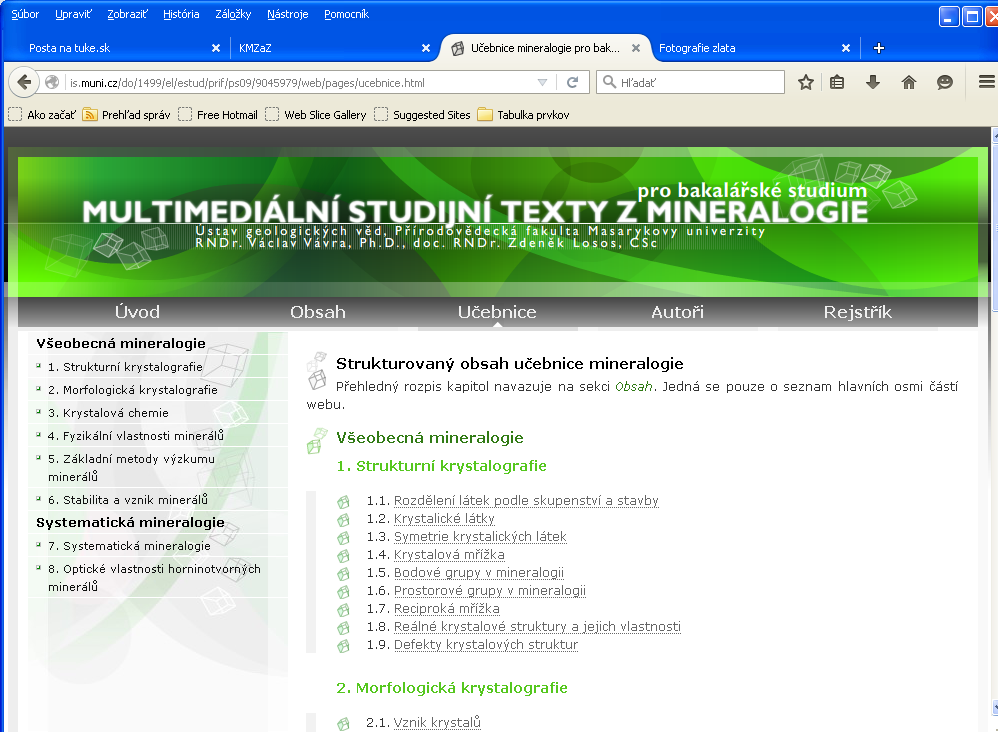 Súbor Upraviť Zobraziť História Záložky Nástroje Pomocník
Posta na tuke.sk KMZaZ Učebnice mineralogie pro bak... Fotografie zlata
is.muni.cz/do/1499/el/estud/prif/ps09/9045979/web/pages/ucebnice.html Hľadať
Ako začať Prehľad správ Free Hotmail Web Slice Gallery Suggested Sites Tabulka prvkov
pro bakalářské studium
MULTIMEDIÁLNÍ STUDIJNÍ TEXTY Z MINERALOGIE
Ústav geologických věd, Přírodovědecká fakulta Masarykovy univerzity
RNDr. Václav Vávra, Ph.D., doc. RNDr. Zdeněk Losos, CSc
Úvod Obsah Učebnice Autoři Rejstřík
Všeobecná mineralogie
1. Strukturní krystalografie
2. Morfologická krystalografie
3. Krystalová chemie
4. Fyzikální vlastnosti minerálů
5. Základní metody výzkumu
minerálů
6. Stabilita a vznik minerálů
Systematická mineralogie
7. Systematická mineralogie
8. Optické vlastnosti horninotvorných
minerálů
Strukturovaný obsah učebnice mineralogie
Přehledný rozpis kapitol navazuje na sekci Obsah. Jedná se pouze o seznam hlavních osmi částí
webu.
Všeobecná mineralogie
1. Strukturní krystalografie
1.1. Rozdělení látek podle skupenství a stavby
1.2. Krystalické látky
1.3. Symetrie krystalických látek
1.4. Krystalová mřížka
1.5. Bodové grupy v mineralogii
1.6. Prostorové grupy v mineralogii
1.7. Reciproká mřížka
1.8. Reálné krystalové struktury a jejich vlastnosti
1.9. Defekty krystalových struktur
2. Morfologická krystalografie
2.1. Vznik krystalů